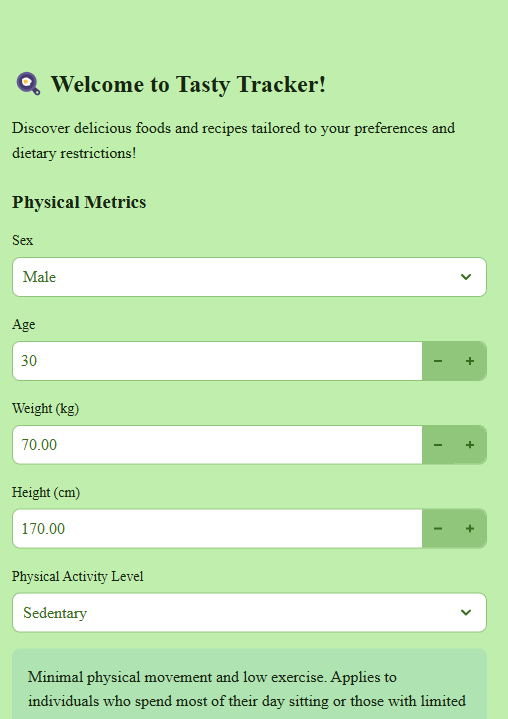 Welcome to Tasty Tracker!
Discover delicious foods and recipes tailored to your preferences and
dietary restrictions!
Physical Metrics
Sex
Male
Age
30
Weight (kg)
70.00
Height (cm)
170.00
Physical Activity Level
Sedentary
Minimal physical movement and low exercise. Applies to
individuals who spend most of their day sitting or those with limited